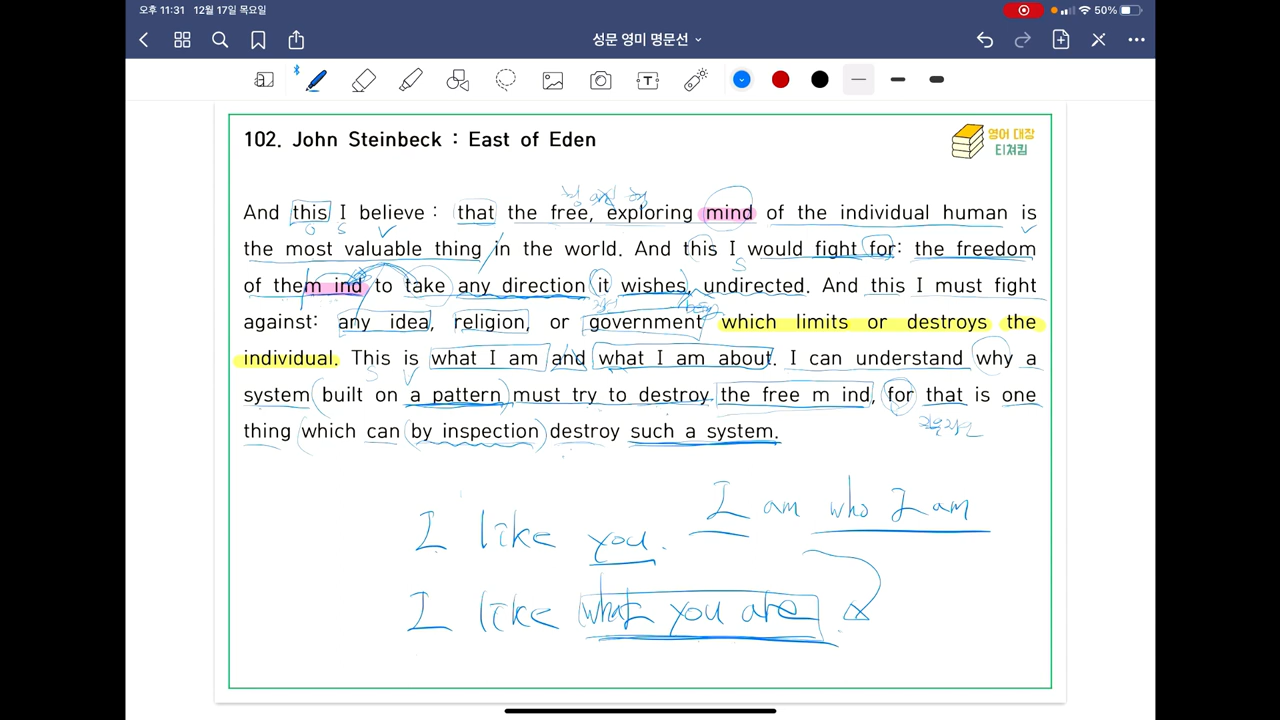 오후 11:31 12월 17일 목요일
50%
성문 영미 명문선
T
102. John Steinbeck : East of Eden
영어 대장
티쳐킴
And this I believe : that the free, exploring mind of the individual human is
the most valuable thing in the world. And this I would fight for: the freedom
of them ind to take any direction it wishes, undirected. And this I must fight
against: any idea, religion, or government which limits or destroys the
individual. This is what I am and what I am about. I can understand why a
system built on a pattern must try to destroy the free m ind, for that is one
thing which can by inspection destroy such a system.
O S
S
S V
I am who I am
I like you.
I like what you are